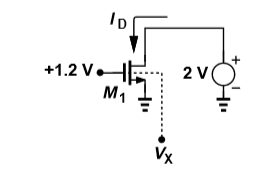 I_D
+1.2 V
M_1
2 V
+
−
V_X